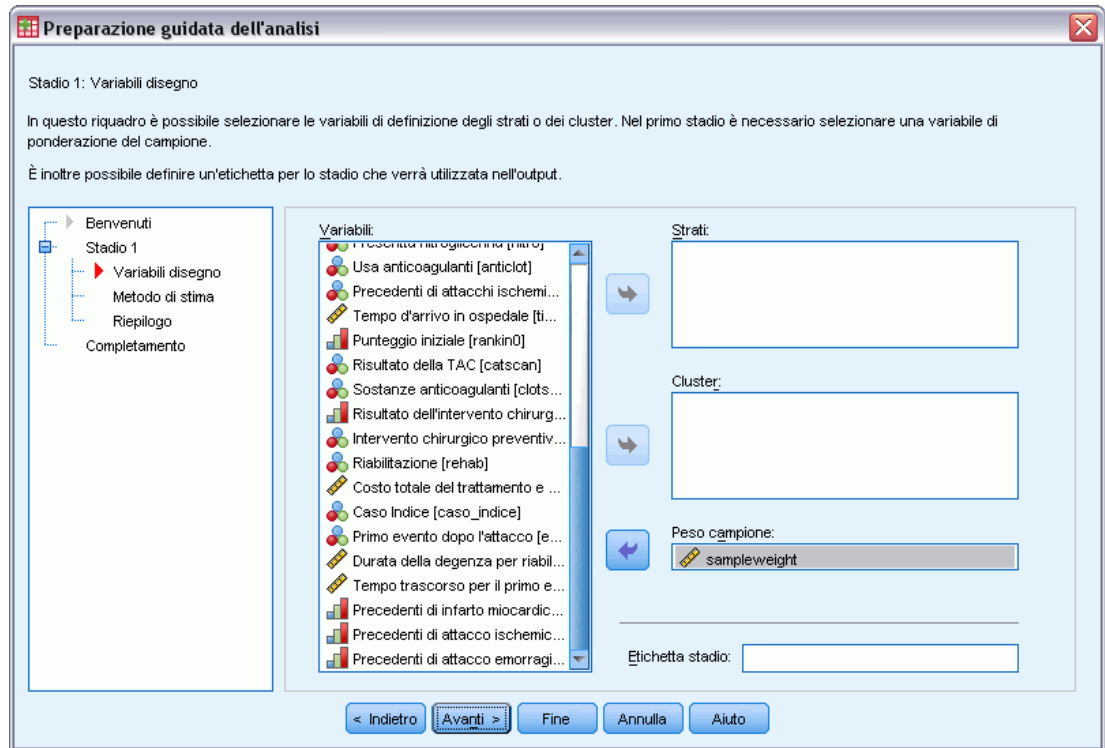 Preparazione guidata dell'analisi
Stadio 1: Variabili disegno
In questo riquadro è possibile selezionare le variabili di definizione degli strati o dei cluster. Nel primo stadio è necessario selezionare una variabile di
ponderazione del campione.
È inoltre possibile definire un'etichetta per lo stadio che verrà utilizzata nell'output.
Benvenuti
Stadio 1
Variabili disegno
Metodo di stima
Riepilogo
Completamento
Variabili:
Usa anticoagulanti [anticlot]
Precedenti di attacchi ischemi...
Tempo d'arrivo in ospedale [ti...
Punteggio iniziale [rankin0]
Risultato della TAC [catscan]
Sostanze anticoagulanti [clots...
Risultato dell'intervento chirurg...
Intervento chirurgico preventiv...
Riabilitazione [rehab]
Costo totale del trattamento e ...
Caso Indice [caso_indice]
Primo evento dopo l'attacco [e...
Durata della degenza per riabil...
Tempo trascorso per il primo e...
Precedenti di infarto miocardic...
Precedenti di attacco ischemic...
Precedenti di attacco emorragi...
Strati:
Cluster:
Peso campione:
sampleweight
Etichetta stadio:
< Indietro
Avanti >
Fine
Annulla
Aiuto